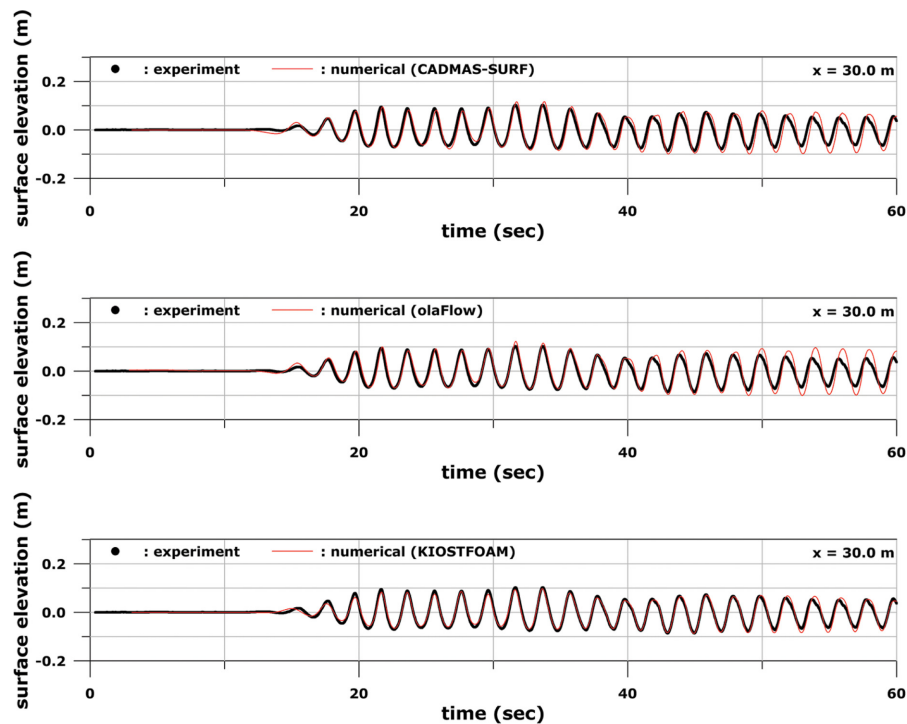 surface elevation (m)
: experiment : numerical (CADMAS-SURF) x = 30.0 m
0.2
0.0
-0.2
0 20 40 60
time (sec)
surface elevation (m)
: experiment : numerical (olaFlow) x = 30.0 m
0.2
0.0
-0.2
0 20 40 60
time (sec)
surface elevation (m)
: experiment : numerical (KIOSTFOAM) x = 30.0 m
0.2
0.0
-0.2
0 20 40 60
time (sec)